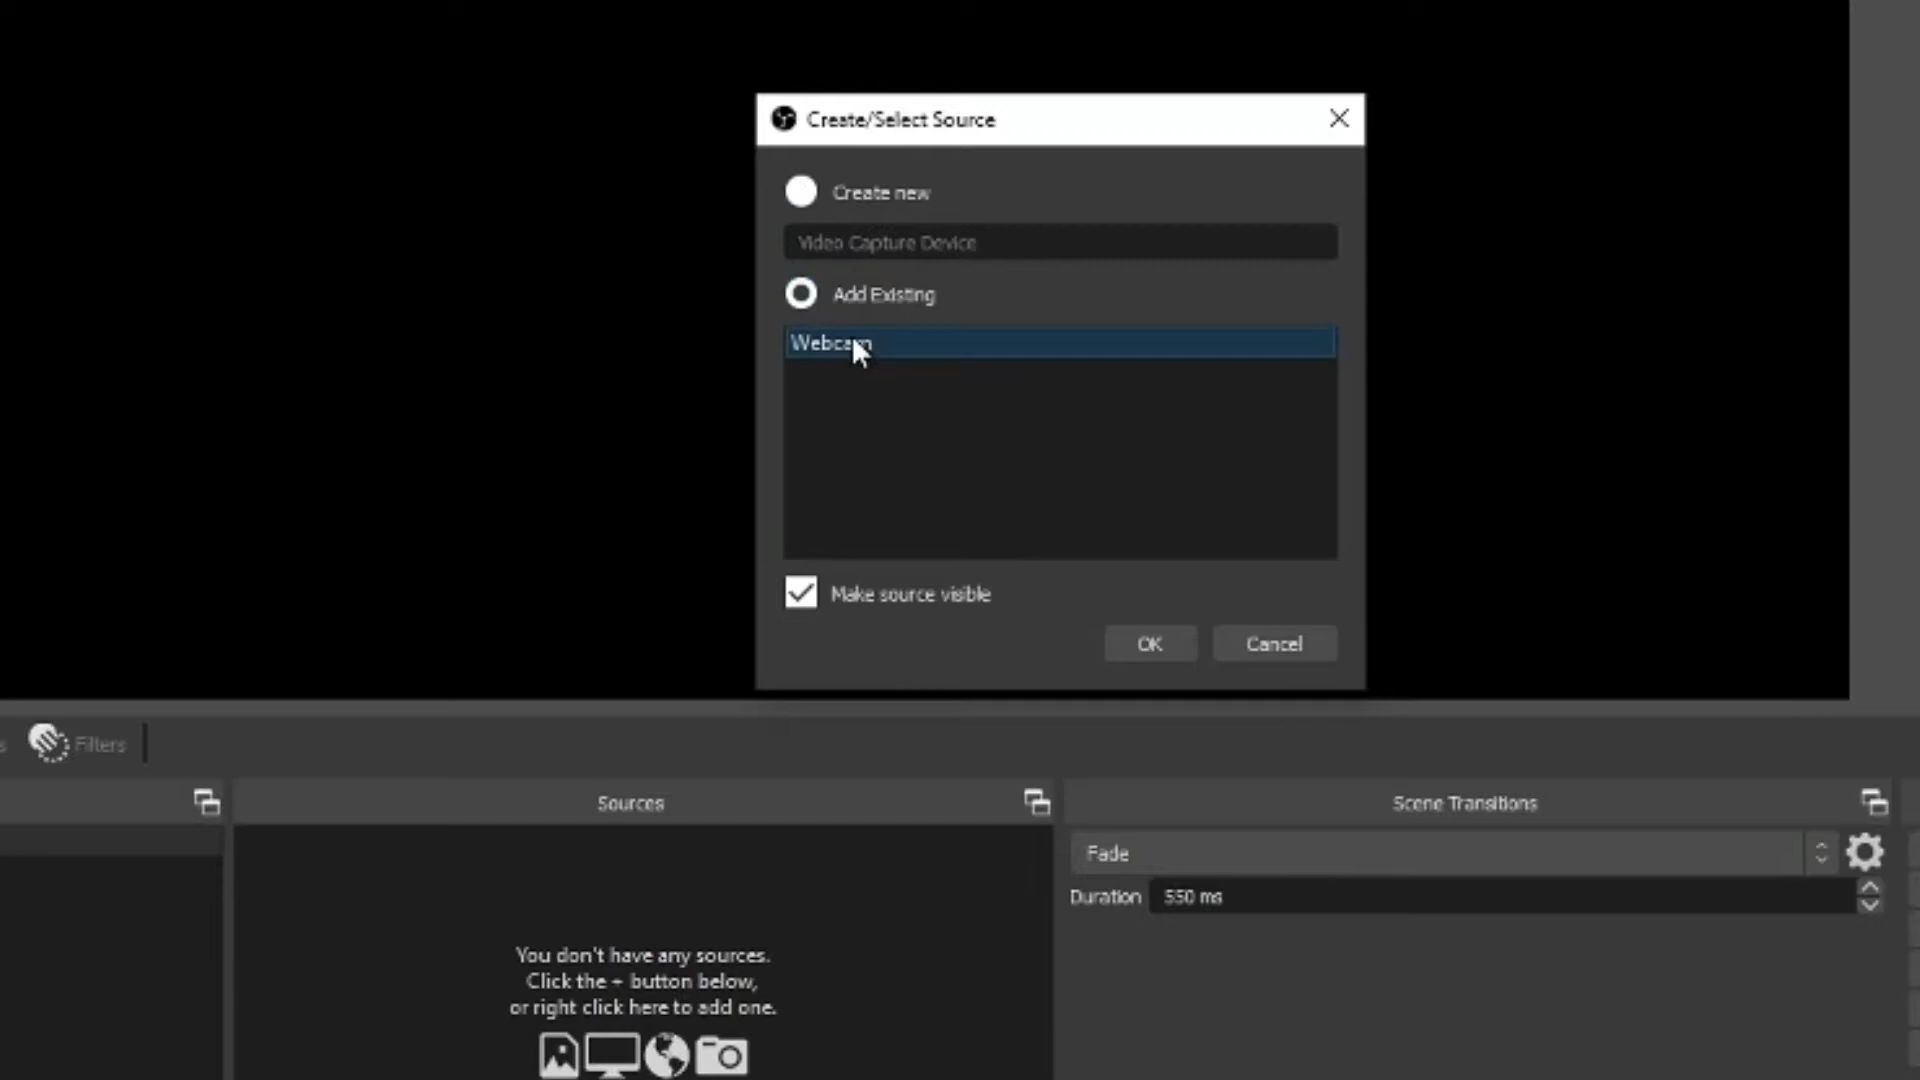 Create/Select Source
Create new
Video Capture Device
Add Existing
Webcam
Make source visible
OK
Cancel
Filters
Sources
Scene Transitions
Fade
Duration
550 ms
You don't have any sources.
Click the + button below,
or right click here to add one.